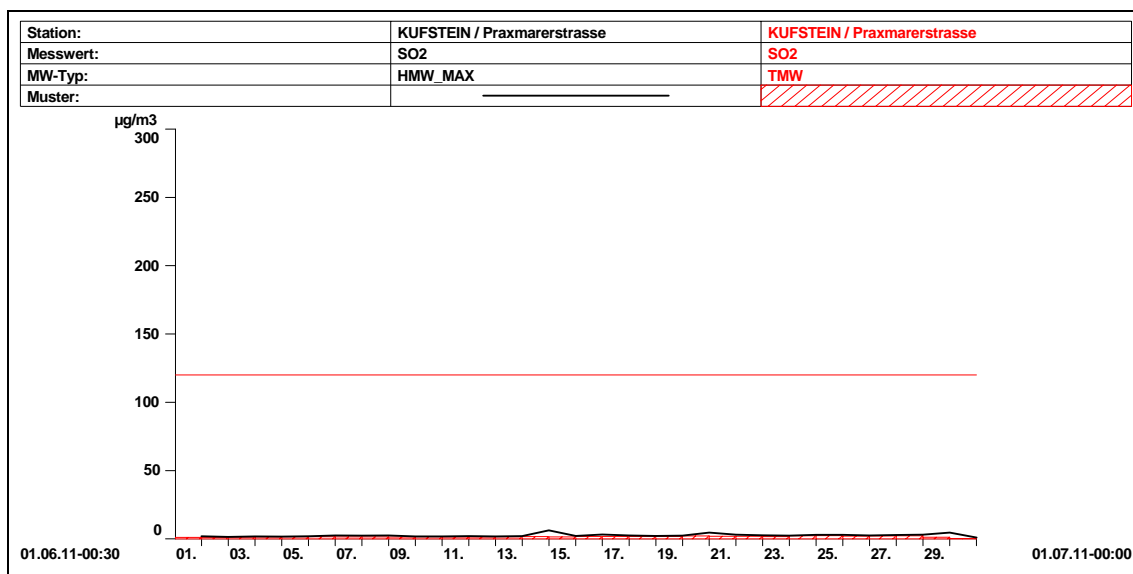 Station: KUFSTEIN / Praxmarerstrasse KUFSTEIN / Praxmarerstrasse
Messwert: SO2 SO2
MW-Typ: HMW_MAX TMW
Muster:
µg/m3
300
250
200
150
100
50
0
01.06.11-00:30 01. 03. 05. 07. 09. 11. 13. 15. 17. 19. 21. 23. 25. 27. 29. 01.07.11-00:00